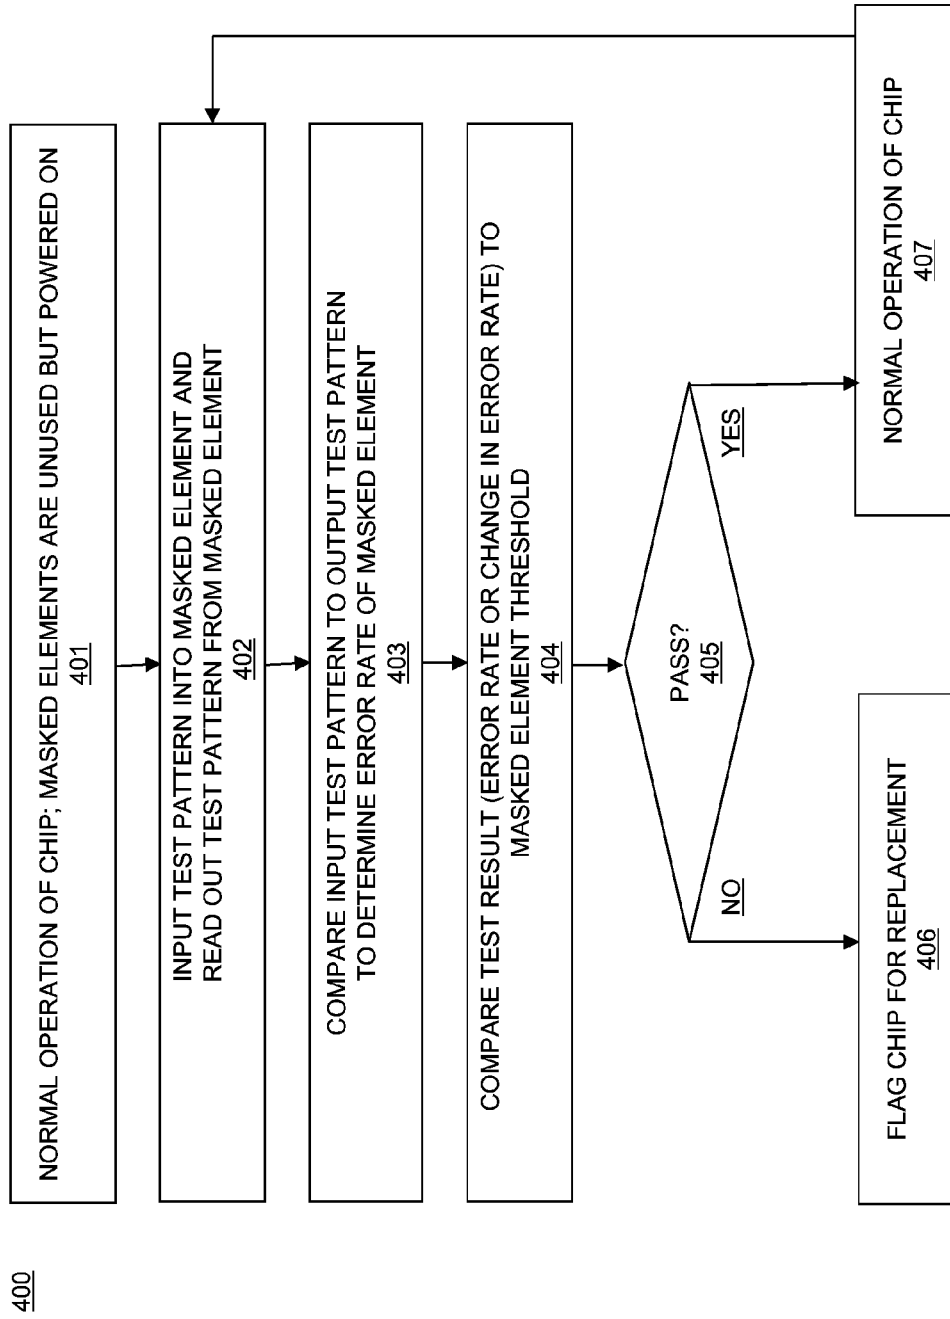 400
NORMAL OPERATION OF CHIP; MASKED ELEMENTS ARE UNUSED BUT POWERED ON
401
INPUT TEST PATTERN INTO MASKED ELEMENT AND
READ OUT TEST PATTERN FROM MASKED ELEMENT
402
COMPARE INPUT TEST PATTERN TO OUTPUT TEST PATTERN
TO DETERMINE ERROR RATE OF MASKED ELEMENT
403
COMPARE TEST RESULT (ERROR RATE OR CHANGE IN ERROR RATE) TO
MASKED ELEMENT THRESHOLD
404
PASS?
405
NO
YES
FLAG CHIP FOR REPLACEMENT
406
NORMAL OPERATION OF CHIP
407